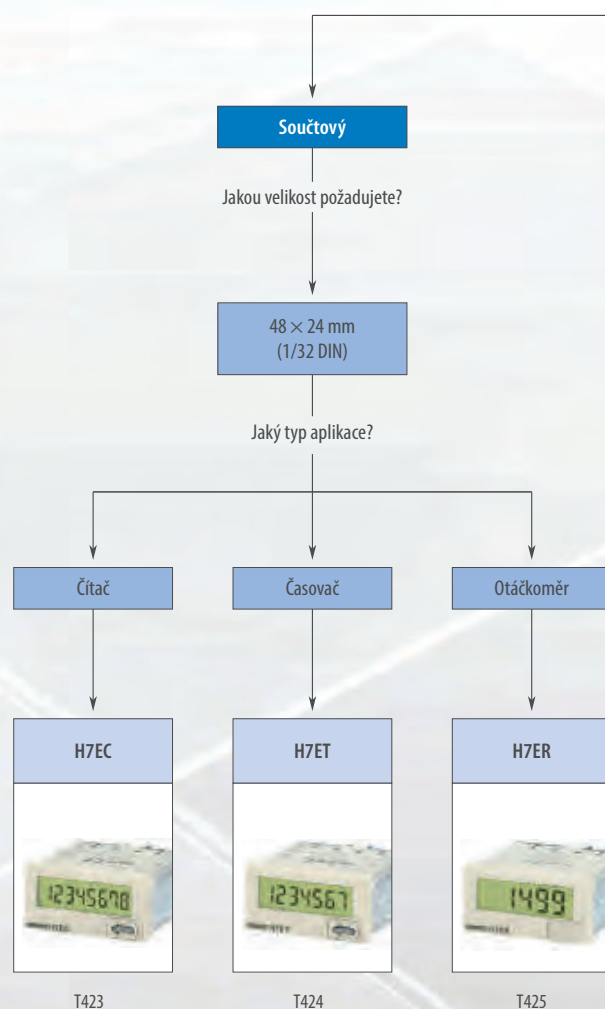 Součtový
Jakou velikost požadujete?
48 × 24 mm
(1/32 DIN)
Jaký typ aplikace?
Čítač
Časovač
Otáčkoměr
H7EC
H7ET
H7ER
12345678
1234567
1499
T423
T424
T425